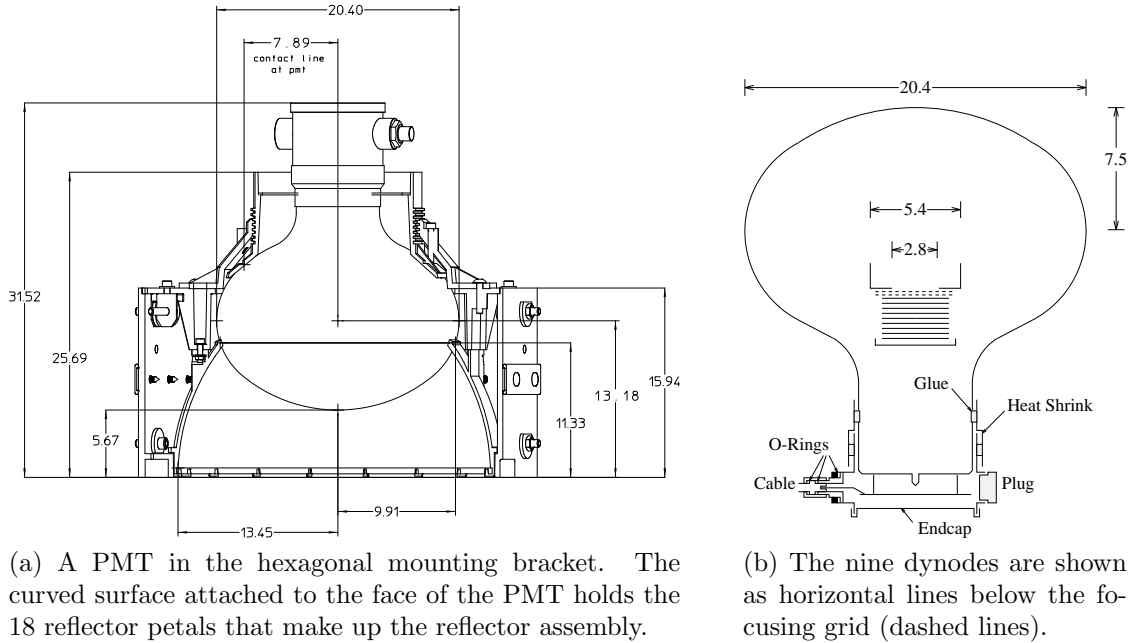 20.40
7.89
contact line
at pmt
31.52
25.69
5.67
13.45
9.91
11.33
13.18
15.94
20.4
7.5
5.4
2.8
Glue
Heat Shrink
O-Rings
Cable
Plug
Endcap
(a) A PMT in the hexagonal mounting bracket. The
curved surface attached to the face of the PMT holds the
18 reflector petals that make up the reflector assembly.
(b) The nine dynodes are shown
as horizontal lines below the fo-
cusing grid (dashed lines).